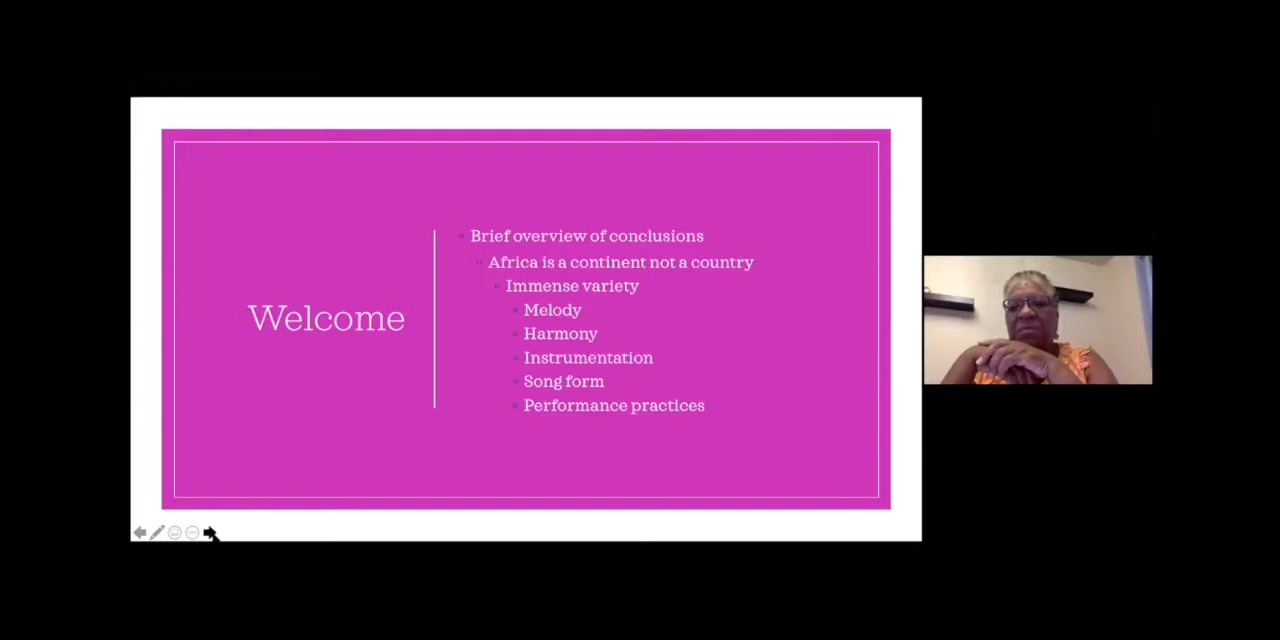 Welcome
Brief overview of conclusions
Africa is a continent not a country
Immense variety
Melody
Harmony
Instrumentation
Song form
Performance practices